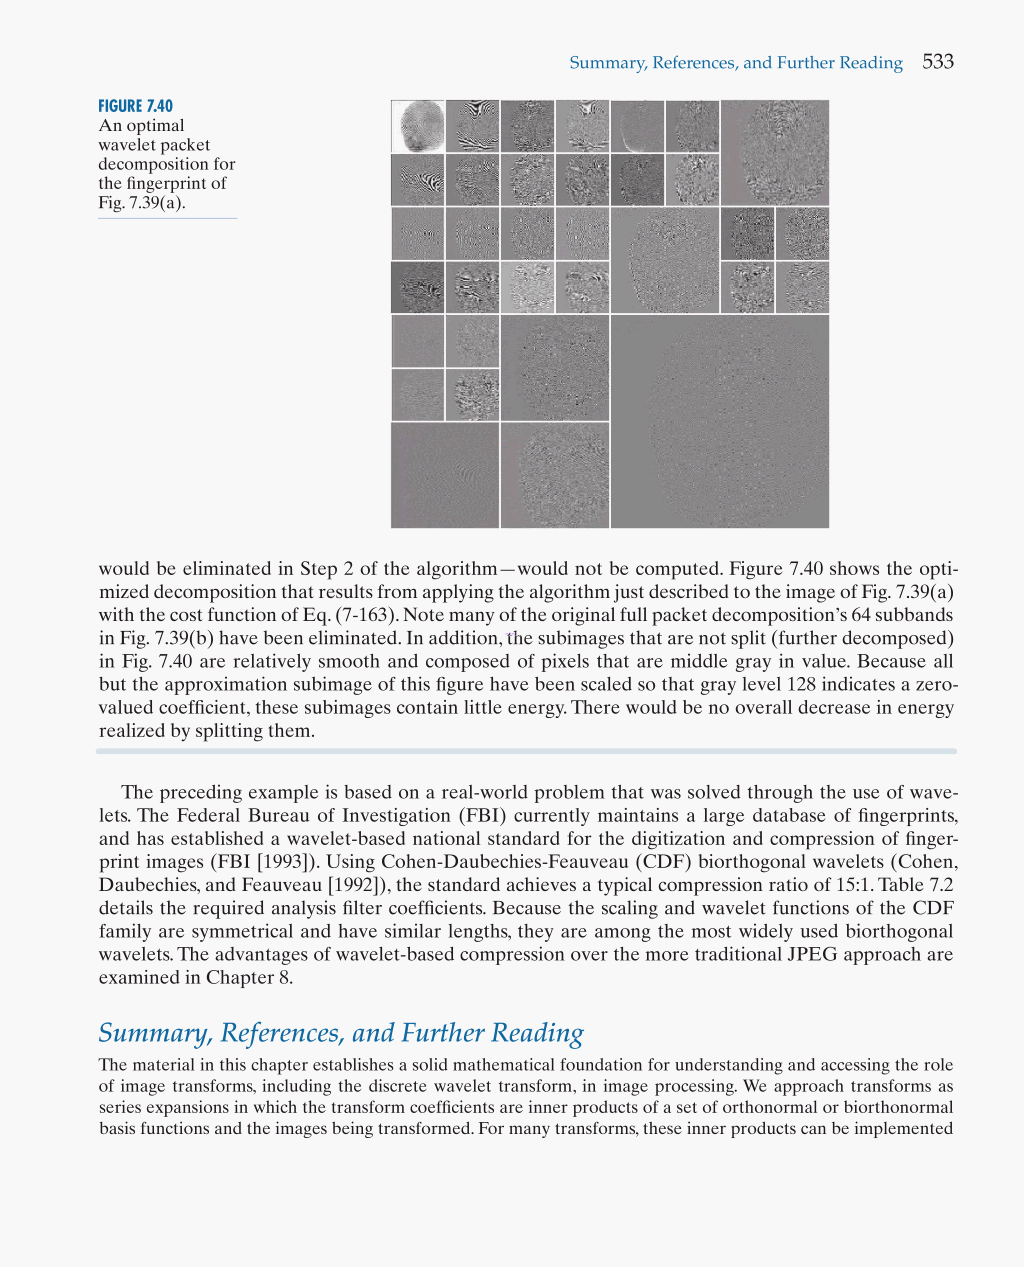 Summary, References, and Further Reading 533
FIGURE 7.40
An optimal
wavelet packet
decomposition for
the fingerprint of
Fig. 7.39(a).
would be eliminated in Step 2 of the algorithm—would not be computed. Figure 7.40 shows the opti-
mized decomposition that results from applying the algorithm just described to the image of Fig. 7.39(a)
with the cost function of Eq. (7-163). Note many of the original full packet decomposition’s 64 subbands
in Fig. 7.39(b) have been eliminated. In addition, the subimages that are not split (further decomposed)
in Fig. 7.40 are relatively smooth and composed of pixels that are middle gray in value. Because all
but the approximation subimage of this figure have been scaled so that gray level 128 indicates a zero-
valued coefficient, these subimages contain little energy. There would be no overall decrease in energy
realized by splitting them.
The preceding example is based on a real-world problem that was solved through the use of wave-
lets. The Federal Bureau of Investigation (FBI) currently maintains a large database of fingerprints,
and has established a wavelet-based national standard for the digitization and compression of finger-
print images (FBI [1993]). Using Cohen-Daubechies-Feauveau (CDF) biorthogonal wavelets (Cohen,
Daubechies, and Feauveau [1992]), the standard achieves a typical compression ratio of 15:1. Table 7.2
details the required analysis filter coefficients. Because the scaling and wavelet functions of the CDF
family are symmetrical and have similar lengths, they are among the most widely used biorthogonal
wavelets. The advantages of wavelet-based compression over the more traditional JPEG approach are
examined in Chapter 8.
Summary, References, and Further Reading
The material in this chapter establishes a solid mathematical foundation for understanding and accessing the role
of image transforms, including the discrete wavelet transform, in image processing. We approach transforms as
series expansions in which the transform coefficients are inner products of a set of orthonormal or biorthonormal
basis functions and the images being transformed. For many transforms, these inner products can be implemented